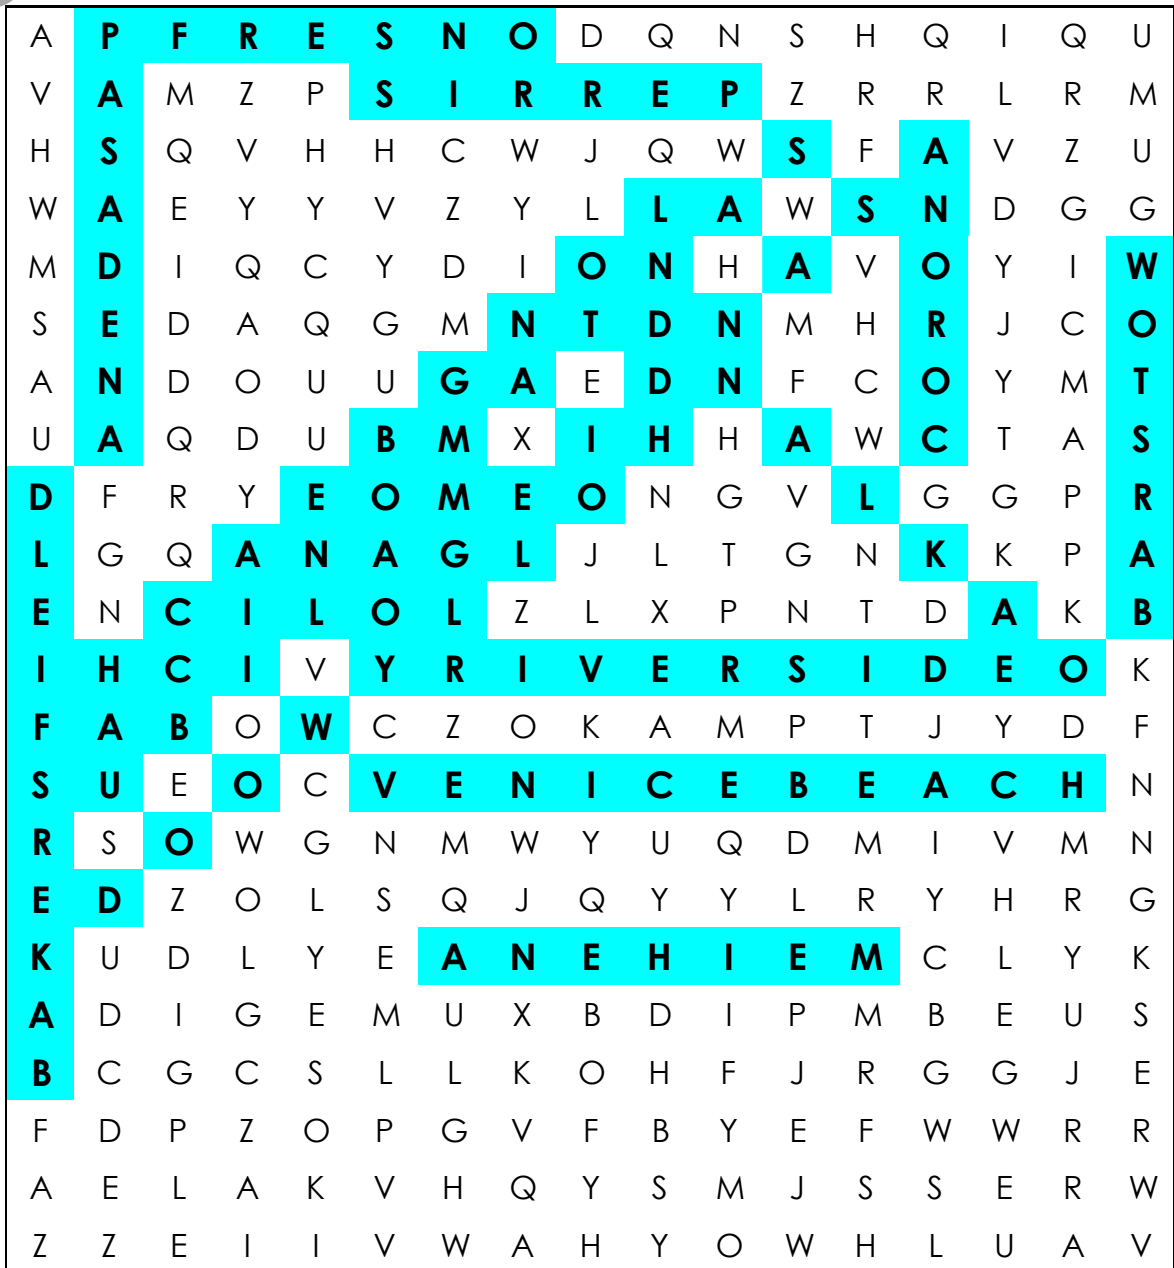 A P F R E S N O D Q N S H Q I Q U
V A M Z P S I R R E P Z R R L R M
H S Q V H H C W J Q W S F A V Z U
W A E Y Y V Z Y L L A W S N D G G
M D I Q C Y D I O N H A V O Y I W
S E D A Q G M N T D N M H R J C O
A N D O U U G A E D N F C O Y M T
U A Q D U B M X I H H A W C T A S
D F R Y E O M E O N G V L G G P R
L G Q A N A G L J L T G N K K P A
E N C I L O L Z L X P N T D A K B
I H C I V Y R I V E R S I D E O K
F A B O W C Z O K A M P T J Y D F
S U E O C V E N I C E B E A C H N
R S O W G N M W Y U Q D M I V M N
E D Z O L S Q J Q Y Y L R Y H R G
K U D L Y E A N E H I E M C L Y K
A D I G E M U X B D I P M B E U S
B C G C S L L K O H F J R G G J E
F D P Z O P G V F B Y E F W W R R
A E L A K V H Q Y S M J S S E R W
Z Z E I I V W A H Y O W H L U A V